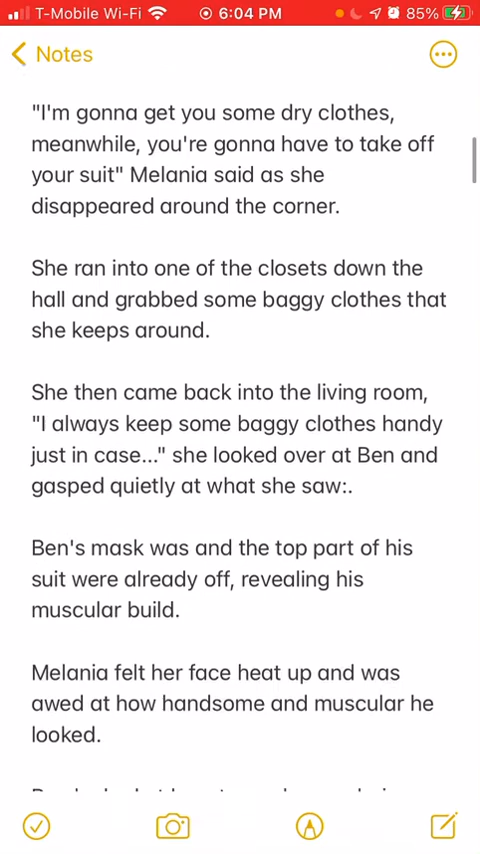 T-Mobile Wi-Fi 6:04 PM 85%
Notes
"I'm gonna get you some dry clothes,
meanwhile, you're gonna have to take off
your suit" Melania said as she
disappeared around the corner.
She ran into one of the closets down the
hall and grabbed some baggy clothes that
she keeps around.
She then came back into the living room,
"I always keep some baggy clothes handy
just in case..." she looked over at Ben and
gasped quietly at what she saw:.
Ben's mask was and the top part of his
suit were already off, revealing his
muscular build.
Melania felt her face heat up and was
awed at how handsome and muscular he
looked.